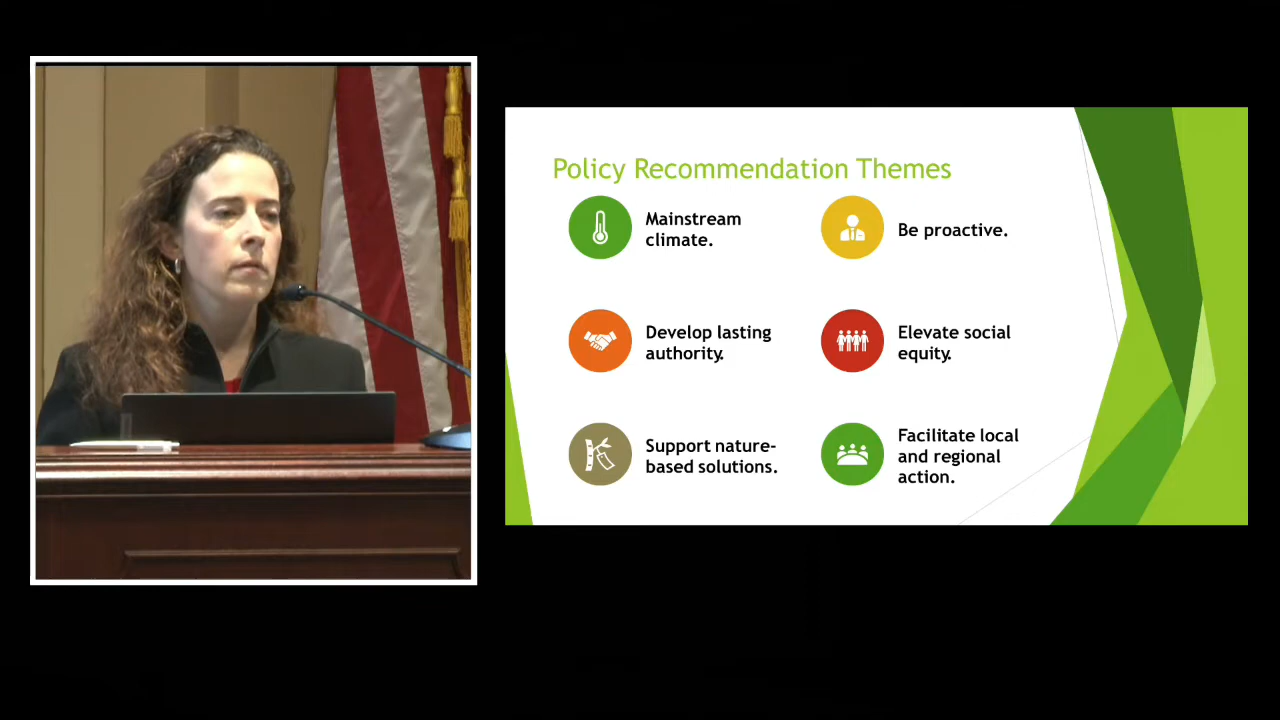 Policy Recommendation Themes
Mainstream
climate.
Be proactive.
Develop lasting
authority.
Elevate social
equity.
Support nature-
based solutions.
Facilitate local
and regional
action.